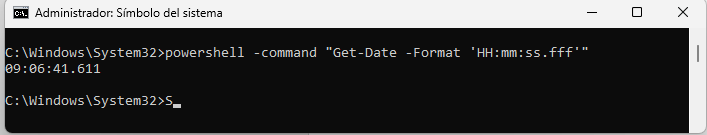 Administrador: Símbolo del sistema
C:\Windows\System32>powershell -command "Get-Date -Format 'HH:mm:ss.fff'"
09:06:41.611
C:\Windows\System32>S_